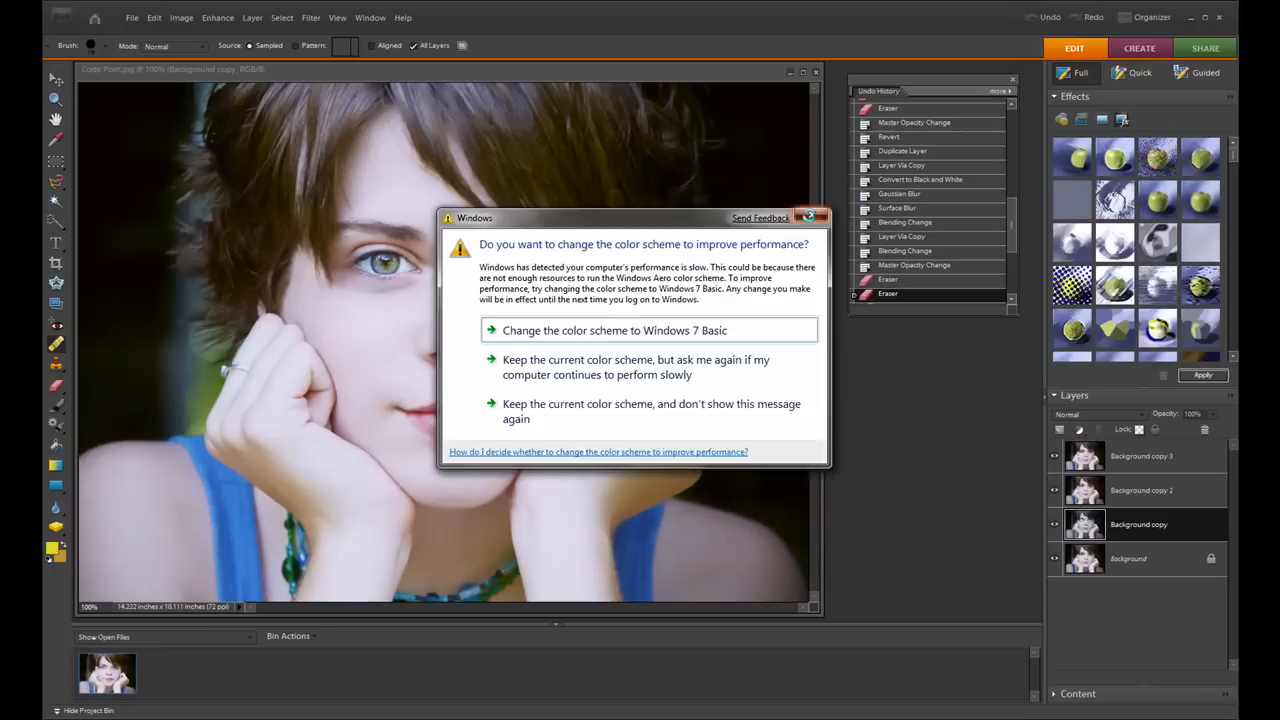 File Edit Image Enhance Layer Select Filter View Window Help
Undo Redo Organizer
Brush: Mode: Normal Source: Sampled Pattern: Aligned All Layers
EDIT CREATE SHARE
Code Point.jpg @ 100% (Background copy, RGB/8)
Full Quick Guided
Undo History more
Effects
Eraser
Master Opacity Change
Revert
Duplicate Layer
Layer Via Copy
Convert to Black and White
Gaussian Blur
Surface Blur
Blending Change
Layer Via Copy
Blending Change
Master Opacity Change
Eraser
Eraser
Windows Send Feedback
Do you want to change the color scheme to improve performance?
Windows has detected your computer's performance is slow. This could be because there
are not enough resources to run the Windows Aero color scheme. To improve
performance, try changing the color scheme to Windows 7 Basic. Any change you make
will be in effect until the next time you log on to Windows.
Change the color scheme to Windows 7 Basic
Keep the current color scheme, but ask me again if my
computer continues to perform slowly
Keep the current color scheme, and don't show this message
again
How do I decide whether to change the color scheme to improve performance?
Apply
Layers
Normal Opacity: 100%
Lock:
Background copy 3
Background copy 2
Background copy
Background
100% 14.222 inches x 10.111 inches (72 ppi)
Show Open Files Bin Actions
Content
Hide Project Bin